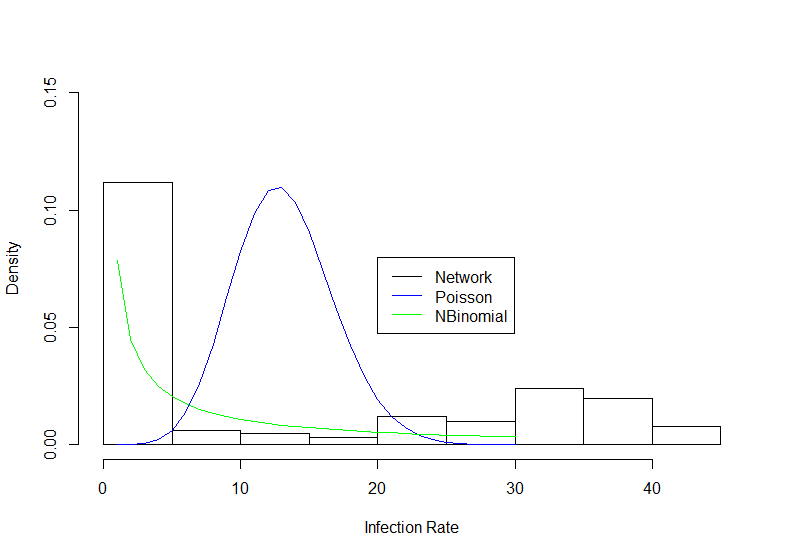 0.15
0.10
0.05
0.00
Density
Network
Poisson
NBinomial
0 10 20 30 40
Infection Rate